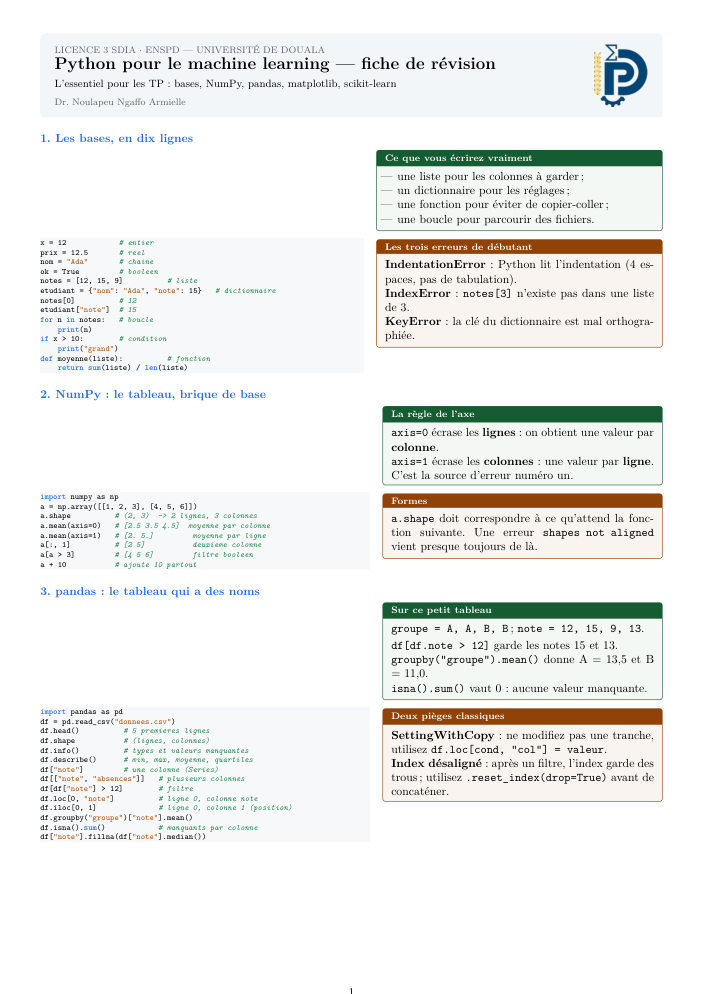 LICENCE 3 SDIA · ENSPD — UNIVERSITÉ DE DOUALA
Python pour le machine learning — fiche de révision
L'essentiel pour les TP : bases, NumPy, pandas, matplotlib, scikit-learn
Dr. Noulapeu Ngaffo Armielle
1. Les bases, en dix lignes
Ce que vous écrirez vraiment
— une liste pour les colonnes à garder ;
— un dictionnaire pour les réglages ;
— une fonction pour éviter de copier-coller ;
— une boucle pour parcourir des fichiers.
x = 12 # entier
prix = 12.5 # reel
nom = "Ada" # chaine
ok = True # booleen
notes = [12, 15, 9] # liste
etudiant = {"nom": "Ada", "note": 15} # dictionnaire
notes[0] # 12
etudiant["note"] # 15
for n in notes: # boucle
    print(n)
if x > 10: # condition
    print("grand")
def moyenne(liste): # fonction
    return sum(liste) / len(liste)
Les trois erreurs de débutant
IndentationError : Python lit l'indentation (4 es-
paces, pas de tabulation).
IndexError : notes[3] n'existe pas dans une liste
de 3.
KeyError : la clé du dictionnaire est mal orthogra-
phiée.
2. NumPy : le tableau, brique de base
La règle de l'axe
axis=0 écrase les lignes : on obtient une valeur par
colonne.
axis=1 écrase les colonnes : une valeur par ligne.
C'est la source d'erreur numéro un.
import numpy as np
a = np.array([[1, 2, 3], [4, 5, 6]])
a.shape # (2, 3) -> 2 lignes, 3 colonnes
a.mean(axis=0) # [2.5 3.5 4.5] moyenne par colonne
a.mean(axis=1) # [2. 5.] moyenne par ligne
a[:, 1] # [2 5] deuxieme colonne
a[a > 3] # [4 5 6] filtre booleen
a + 10 # ajoute 10 partout
Formes
a.shape doit correspondre à ce qu'attend la fonc-
tion suivante. Une erreur shapes not aligned
vient presque toujours de là.
3. pandas : le tableau qui a des noms
Sur ce petit tableau
groupe = A, A, B, B ; note = 12, 15, 9, 13.
df[df.note > 12] garde les notes 15 et 13.
groupby("groupe").mean() donne A = 13,5 et B
= 11,0.
isna().sum() vaut 0 : aucune valeur manquante.
import pandas as pd
df = pd.read_csv("donnees.csv")
df.head() # 5 premieres lignes
df.shape # (lignes, colonnes)
df.info() # types et valeurs manquantes
df.describe() # min, max, moyenne, quartiles
df["note"] # une colonne (Series)
df[["note", "absences"]] # plusieurs colonnes
df[df["note"] > 12] # filtre
df.loc[0, "note"] # ligne 0, colonne note
df.iloc[0, 1] # ligne 0, colonne 1 (position)
df.groupby("groupe")["note"].mean()
df.isna().sum() # manquants par colonne
df["note"].fillna(df["note"].median())
Deux pièges classiques
SettingWithCopy : ne modifiez pas une tranche,
utilisez df.loc[cond, "col"] = valeur.
Index désaligné : après un filtre, l'index garde des
trous ; utilisez .reset_index(drop=True) avant de
concaténer.
1